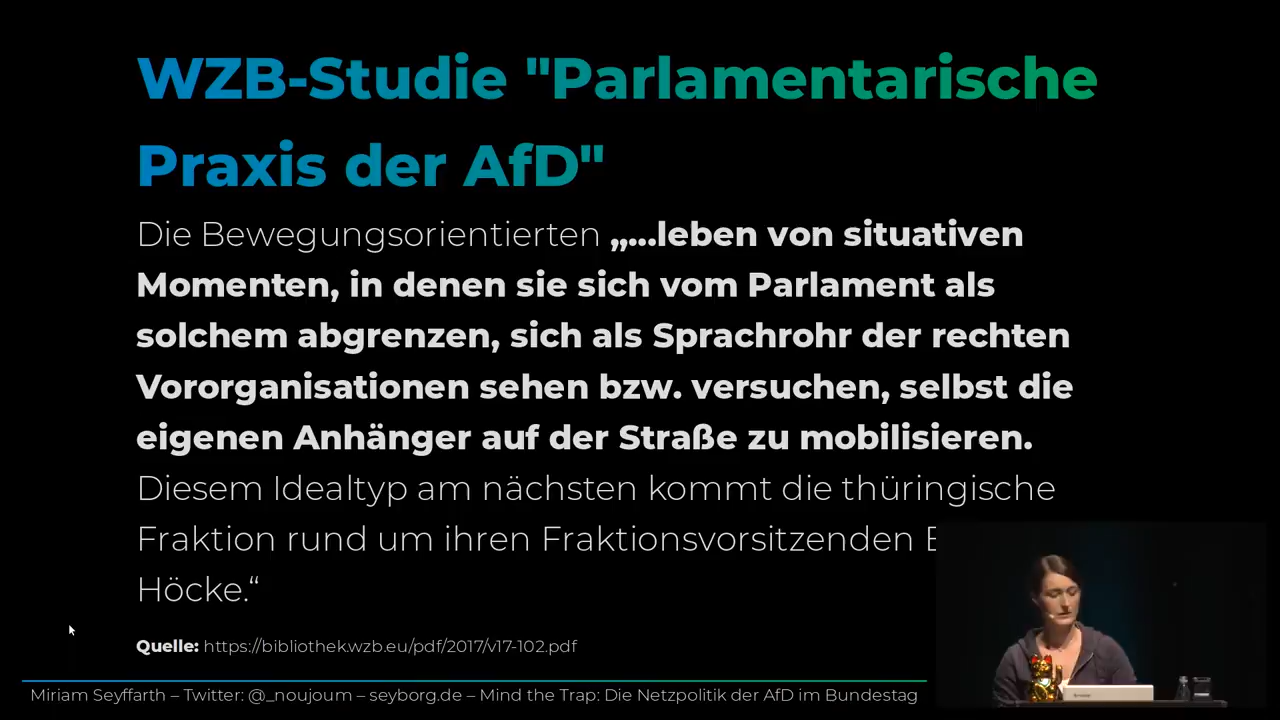 WZB-Studie "Parlamentarische
Praxis der AfD"
Die Bewegungsorientierten „...leben von situativen
Momenten, in denen sie sich vom Parlament als
solchem abgrenzen, sich als Sprachrohr der rechten
Vororganisationen sehen bzw. versuchen, selbst die
eigenen Anhänger auf der Straße zu mobilisieren.
Diesem Idealtyp am nächsten kommt die thüringische
Fraktion rund um ihren Fraktionsvorsitzenden
Höcke.“
Quelle: https://bibliothek.wzb.eu/pdf/2017/v17-102.pdf
Miriam Seyffarth – Twitter: @_noujoum – seyborg.de – Mind the Trap: Die Netzpolitik der AfD im Bundestag